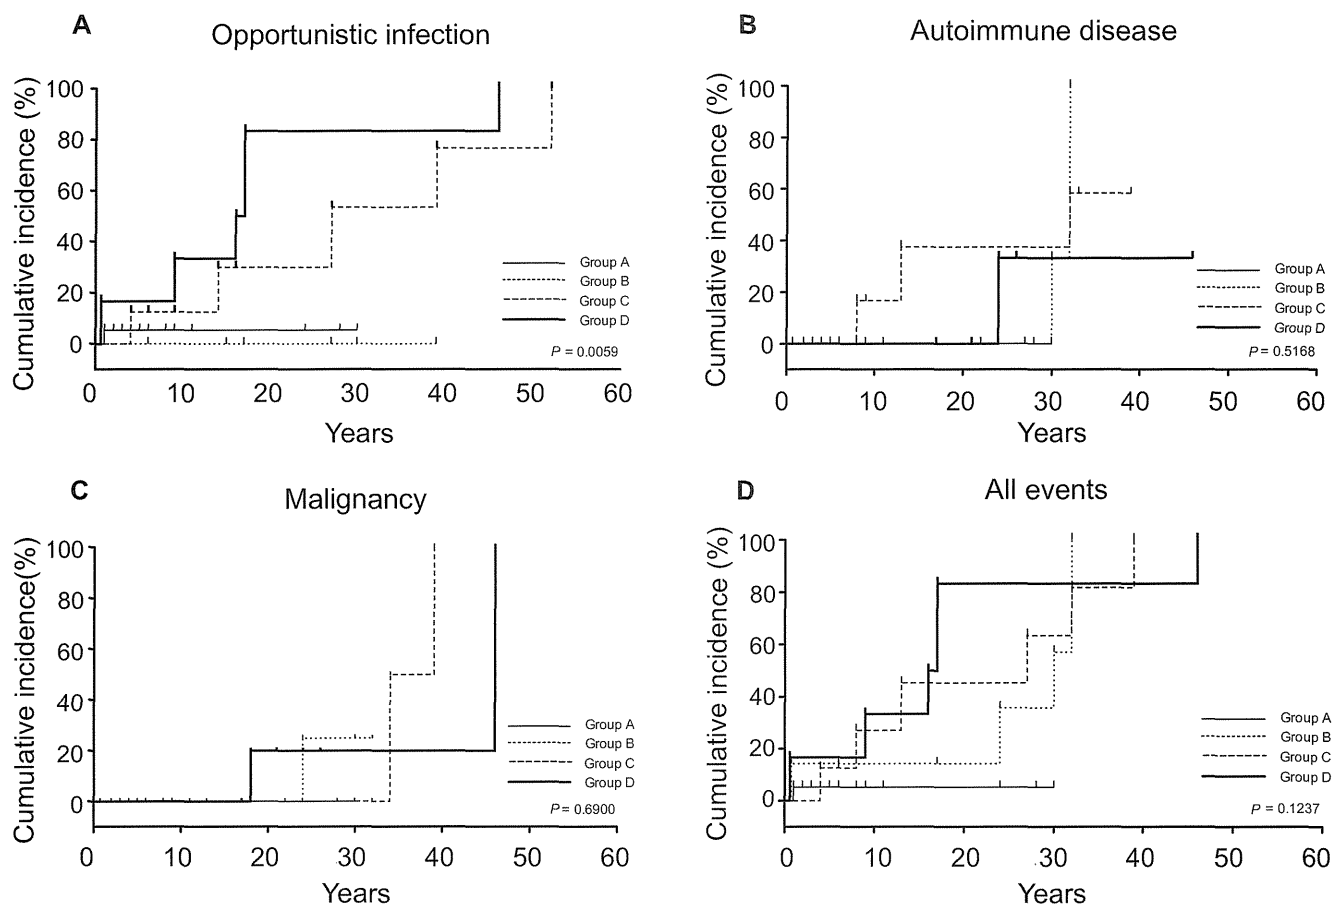 A
Opportunistic infection
Cumulative incidence (%)
100
80
60
40
20
0
Group A
Group B
Group C
Group D
P = 0.0059
0 10 20 30 40 50 60
Years
B
Autoimmune disease
Cumulative incidence (%)
100
80
60
40
20
0
Group A
Group B
Group C
Group D
P = 0.5168
0 10 20 30 40 50 60
Years
C
Malignancy
Cumulative incidence(%)
100
80
60
40
20
0
Group A
Group B
Group C
Group D
P = 0.6900
0 10 20 30 40 50 60
Years
D
All events
Cumulative incidence (%)
100
80
60
40
20
0
Group A
Group B
Group C
Group D
P = 0.1237
0 10 20 30 40 50 60
Years